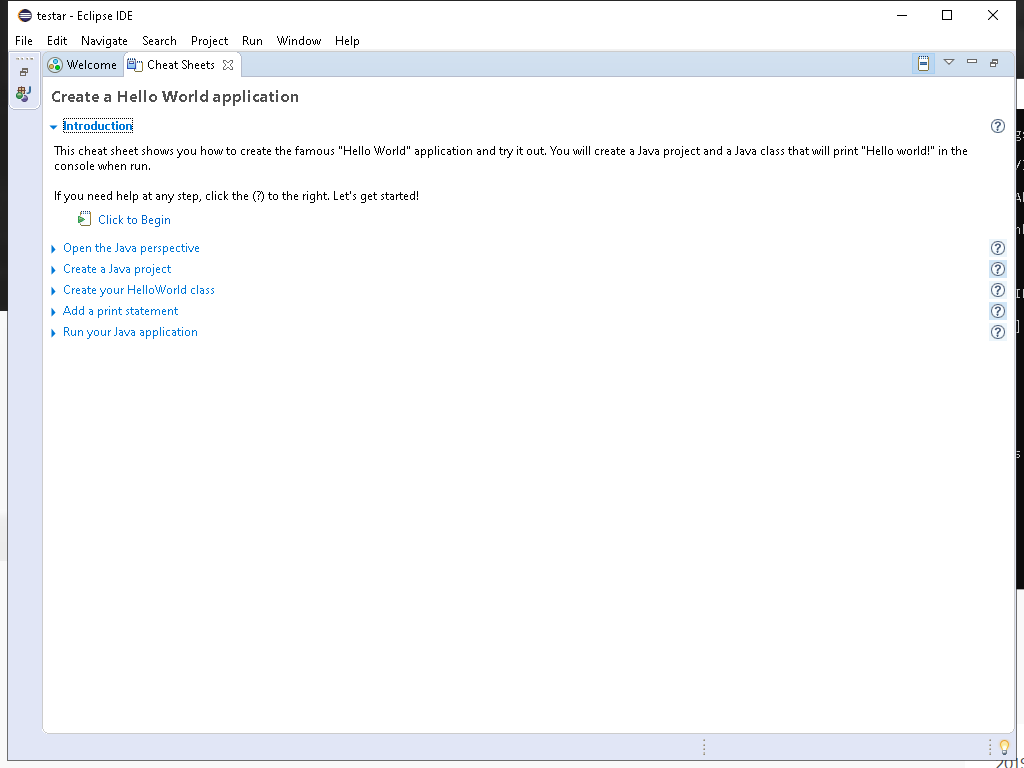 testar - Eclipse IDE
File Edit Navigate Search Project Run Window Help
Welcome Cheat Sheets
Create a Hello World application
Introduction
This cheat sheet shows you how to create the famous "Hello World" application and try it out. You will create a Java project and a Java class that will print "Hello world!" in the
console when run.
If you need help at any step, click the (?) to the right. Let's get started!
Click to Begin
Open the Java perspective
Create a Java project
Create your HelloWorld class
Add a print statement
Run your Java application